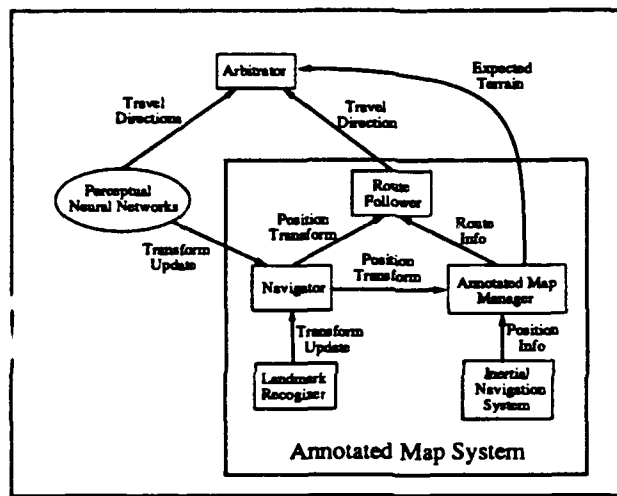 Arbitrator
Expected
Terrain
Travel
Directions
Travel
Direction
Perceptual
Neural Networks
Route
Follower
Position
Transform
Route
Info
Transform
Update
Navigator
Position
Transform
Annotated Map
Manager
Transform
Update
Position
Info
Landmark
Recogizer
Inertial
Navigation
System
Annotated Map System